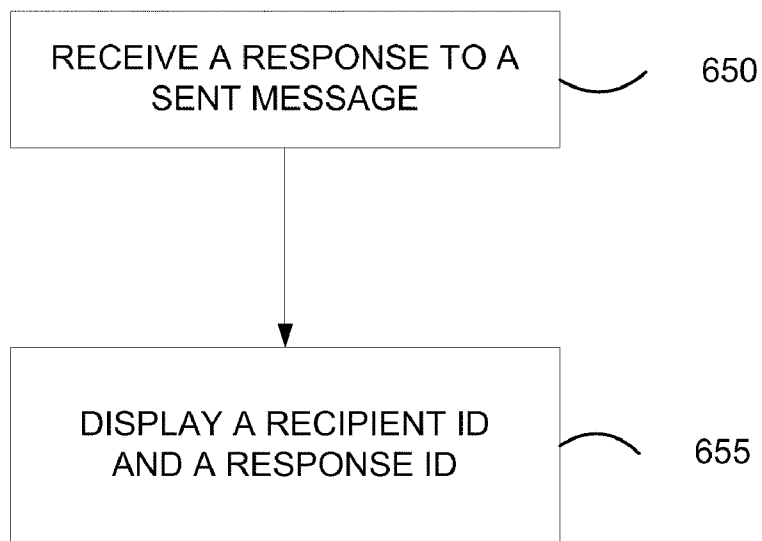 RECEIVE A RESPONSE TO A
SENT MESSAGE
650
DISPLAY A RECIPIENT ID
AND A RESPONSE ID
655